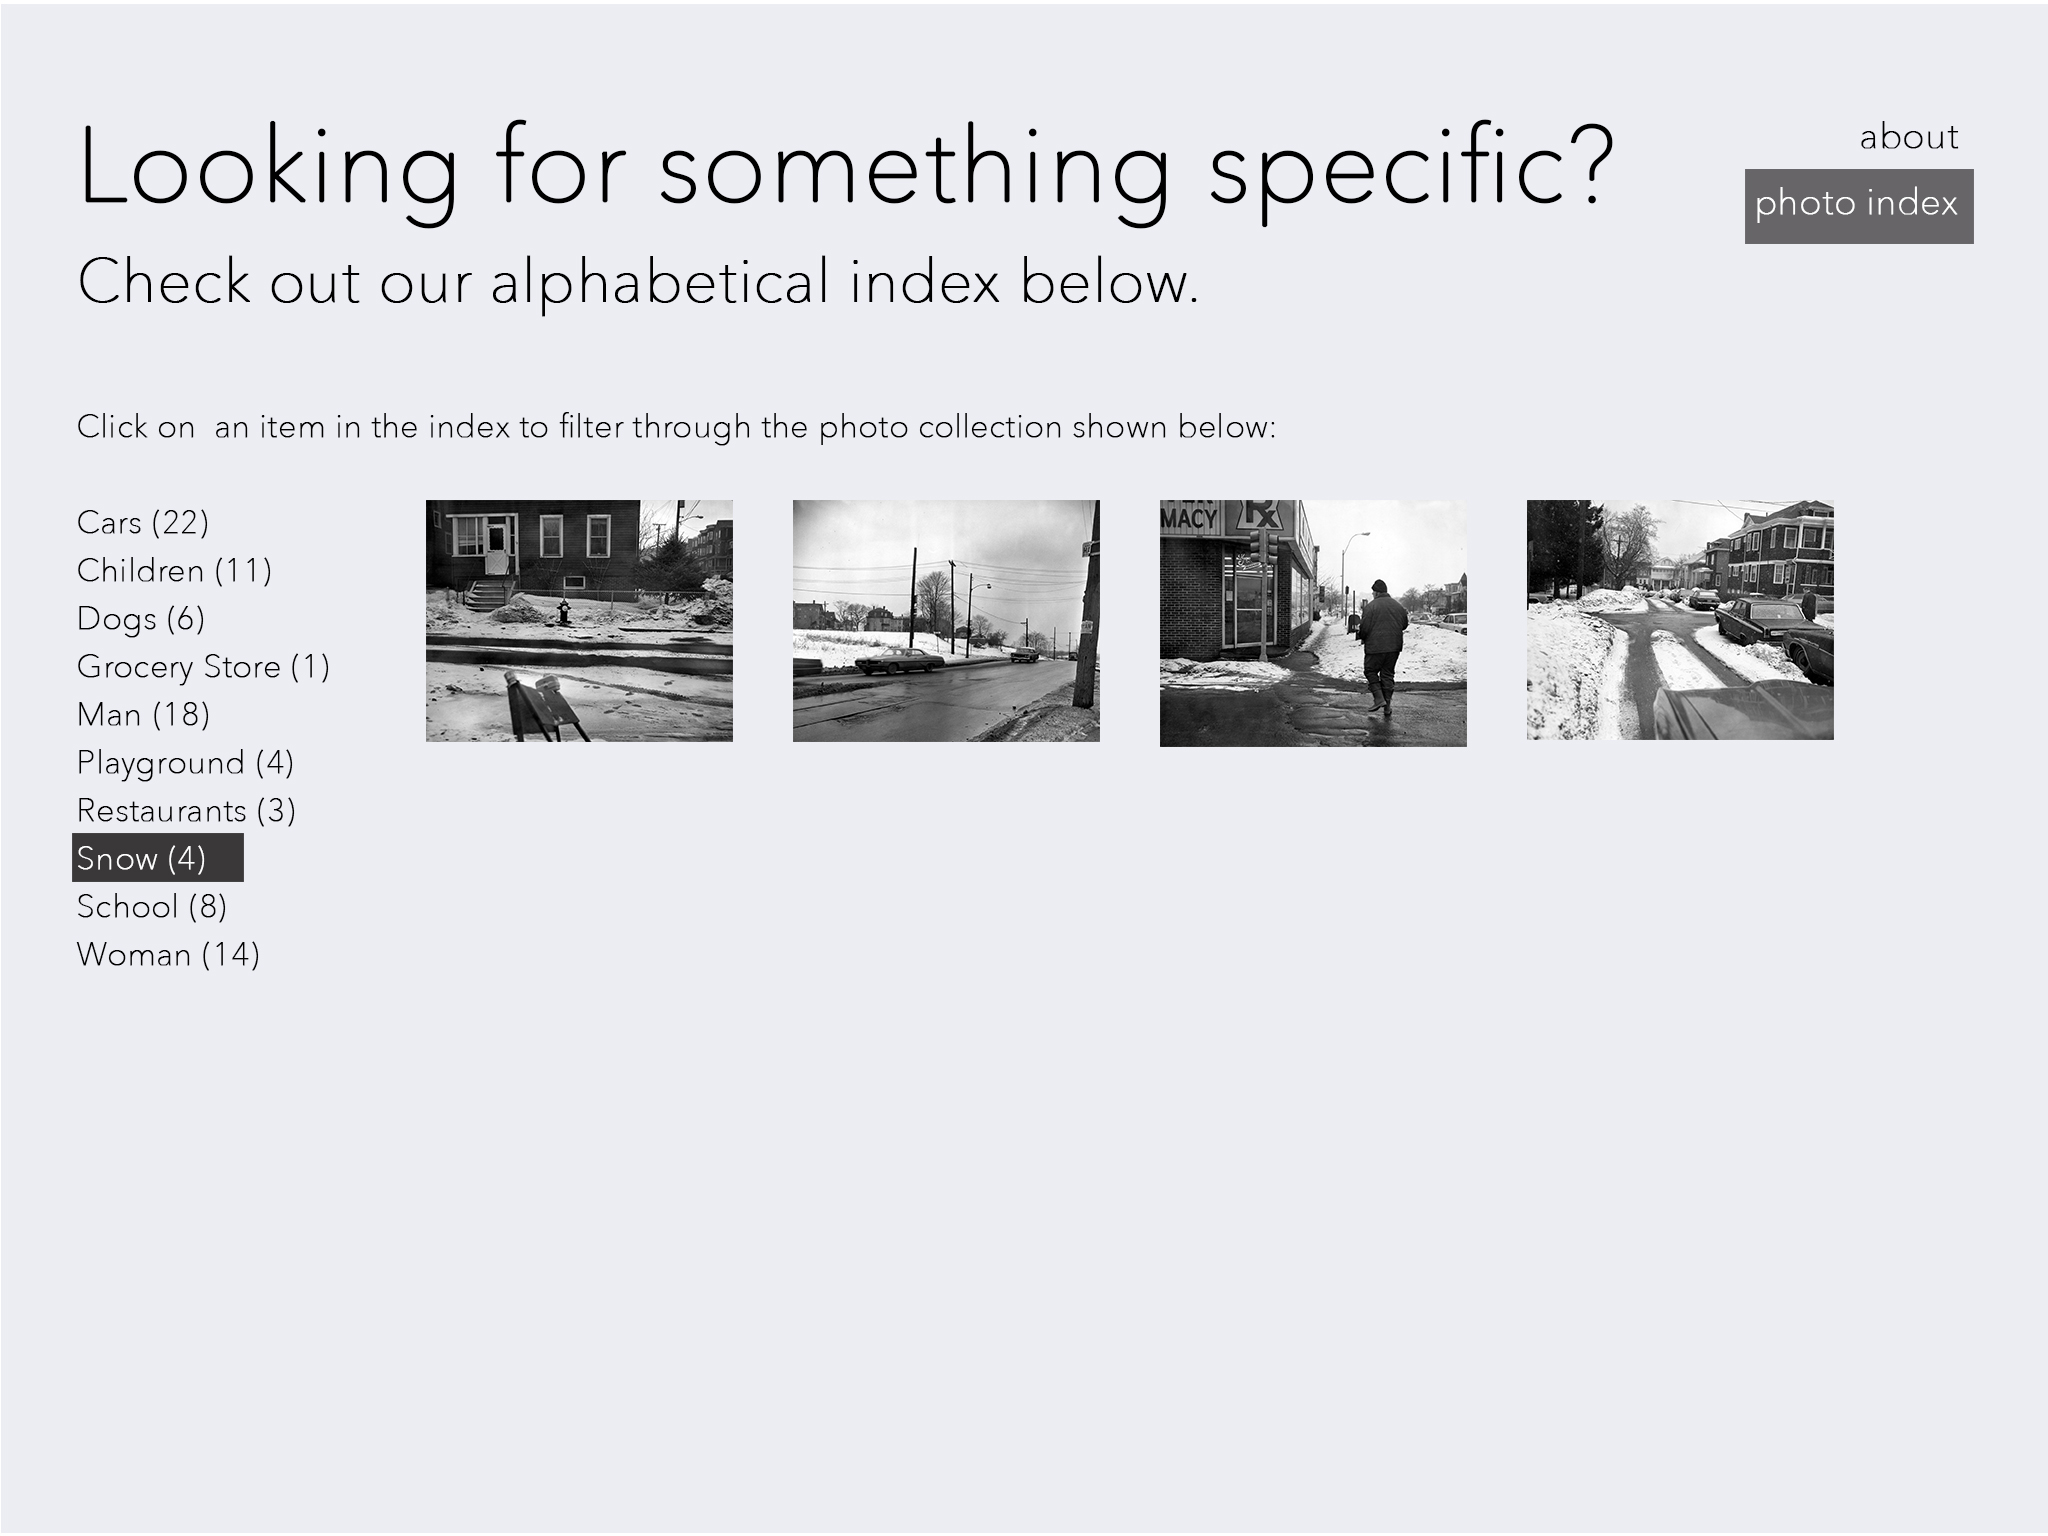 Looking for something specific?
about
photo index
Check out our alphabetical index below.
Click on  an item in the index to filter through the photo collection shown below:
Cars (22)
Children (11)
Dogs (6)
Grocery Store (1)
Man (18)
Playground (4)
Restaurants (3)
Snow (4)
School (8)
Woman (14)
MACY
Rx